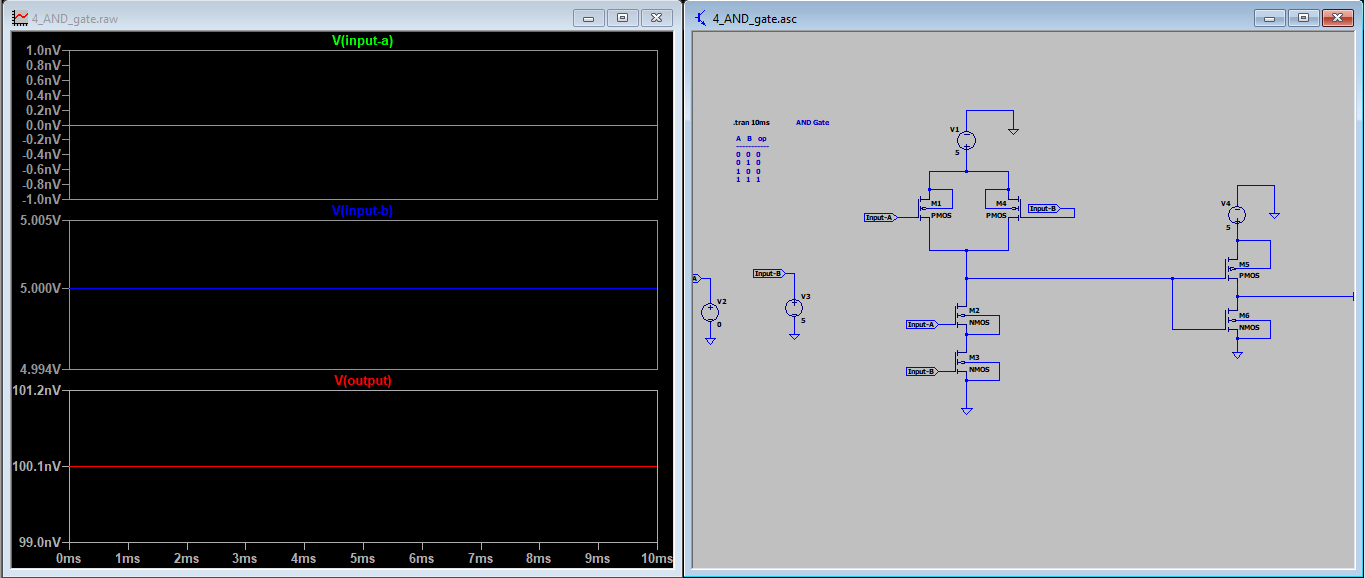 4_AND_gate.raw
V(input-a)
1.0nV
0.8nV
0.6nV
0.4nV
0.2nV
0.0nV
-0.2nV
-0.4nV
-0.6nV
-0.8nV
-1.0nV
V(input-b)
5.005V
5.000V
4.994V
V(output)
101.2nV
100.1nV
99.0nV
0ms 1ms 2ms 3ms 4ms 5ms 6ms 7ms 8ms 9ms 10ms
4_AND_gate.asc
.tran 10ms AND Gate
A B op
-----------
0 0 0
0 1 0
1 0 0
1 1 1
V1
5
M1
PMOS
Input-A
M4
PMOS
Input-B
V4
5
M5
PMOS
A
V2
0
Input-B
V3
5
M2
NMOS
Input-A
M3
NMOS
Input-B
M6
NMOS